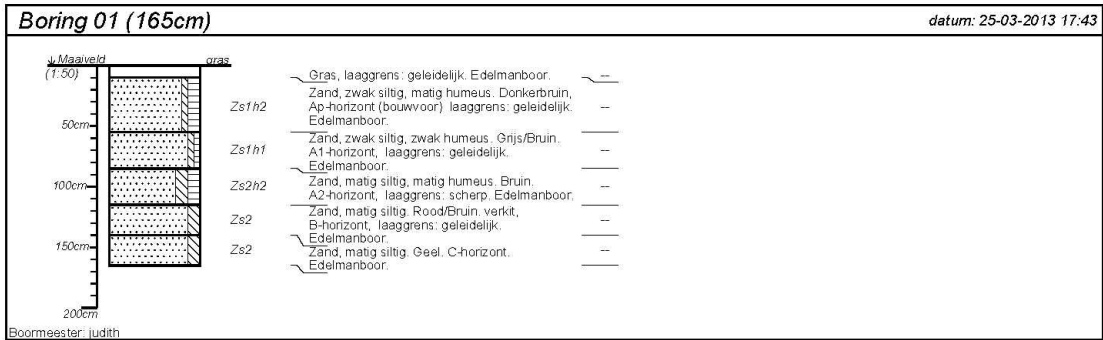 Boring 01 (165cm)
datum: 25-03-2013 17:43
↓ Maaiveld
gras
(1:50)
Gras, laaggrens: geleidelijk. Edelmanboor.
--
Zs1h2
Zand, zwak siltig, matig humeus. Donkerbruin,
Ap-horizont (bouwvoor) laaggrens: geleidelijk.
Edelmanboor.
--
50cm
Zs1h1
Zand, zwak siltig, zwak humeus. Grijs/Bruin.
A1-horizont, laaggrens: geleidelijk.
Edelmanboor.
--
100cm
Zs2h2
Zand, matig siltig, matig humeus. Bruin.
A2-horizont, laaggrens: scherp. Edelmanboor.
--
Zs2
Zand, matig siltig. Rood/Bruin. verkit,
B-horizont, laaggrens: geleidelijk.
Edelmanboor.
--
150cm
Zs2
Zand, matig siltig. Geel. C-horizont.
Edelmanboor.
--
200cm
Boormeester: judith